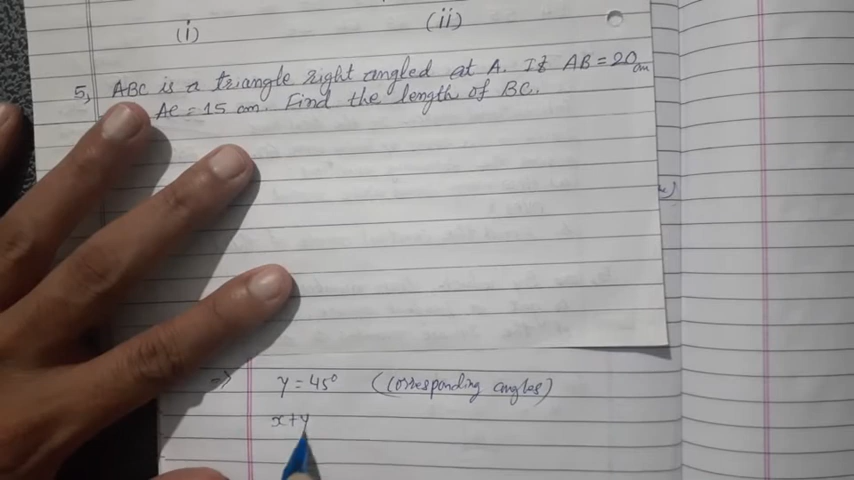 (i) (ii)
5, ABC is a triangle right angled at A. If AB = 20 cm
AC = 15 cm. Find the length of BC.
⇒ y = 45° (Corresponding angles)
x+y